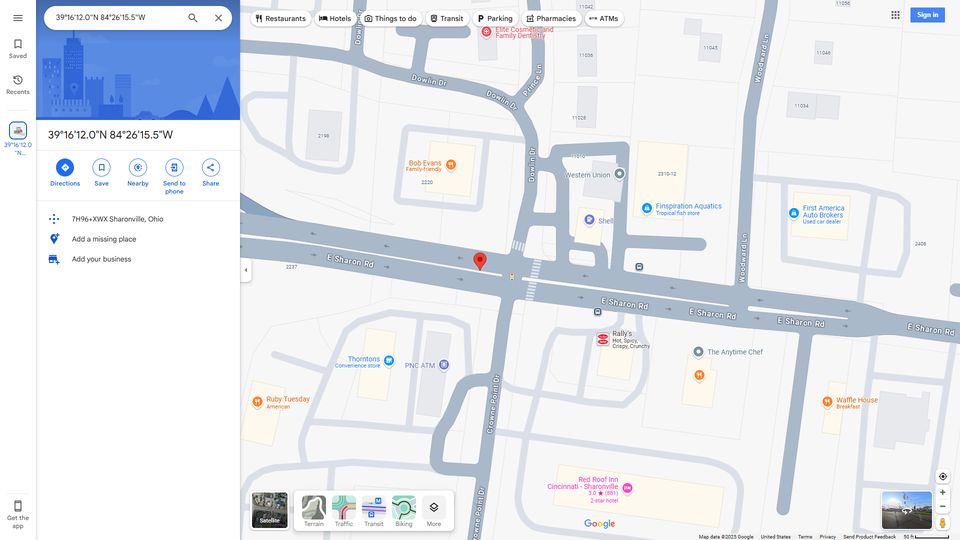 39°16'12.0"N 84°26'15.5"W
Restaurants
Hotels
Things to do
Transit
Parking
Pharmacies
ATMs
Sign in
Saved
Recents
39°16'12.0
"N...
39°16'12.0"N 84°26'15.5"W
Directions
Save
Nearby
Send to
phone
Share
7H96+XWX Sharonville, Ohio
Add a missing place
Add your business
Get the
app
Elite Cosmetic and
Family Dentistry
Dowlin Dr
Dowlin Dr
Dowlin Dr
Dowlin Dr
Prince Ln
Woodward Ln
Woodward Ln
11042
11056
11045
11046
11036
11034
11028
11010
2198
Bob Evans
Family-friendly
2220
Western Union
2310-12
Shell
Finspiration Aquatics
Tropical fish store
First America
Auto Brokers
Used car dealer
2406
2237
E Sharon Rd
E Sharon Rd
E Sharon Rd
E Sharon Rd
E Sharon Rd
Rally's
Hot, Spicy,
Crispy, Crunchy
The Anytime Chef
Thorntons
Convenience store
PNC ATM
Ruby Tuesday
American
Crowne Point Dr
Crowne Point Dr
Waffle House
Breakfast
Red Roof Inn
Cincinnati - Sharonville
3.0 ★ (881)
2-star hotel
Satellite
Terrain
Traffic
Transit
Biking
More
Google
Map data ©2025 Google
United States
Terms
Privacy
Send Product Feedback
50 ft